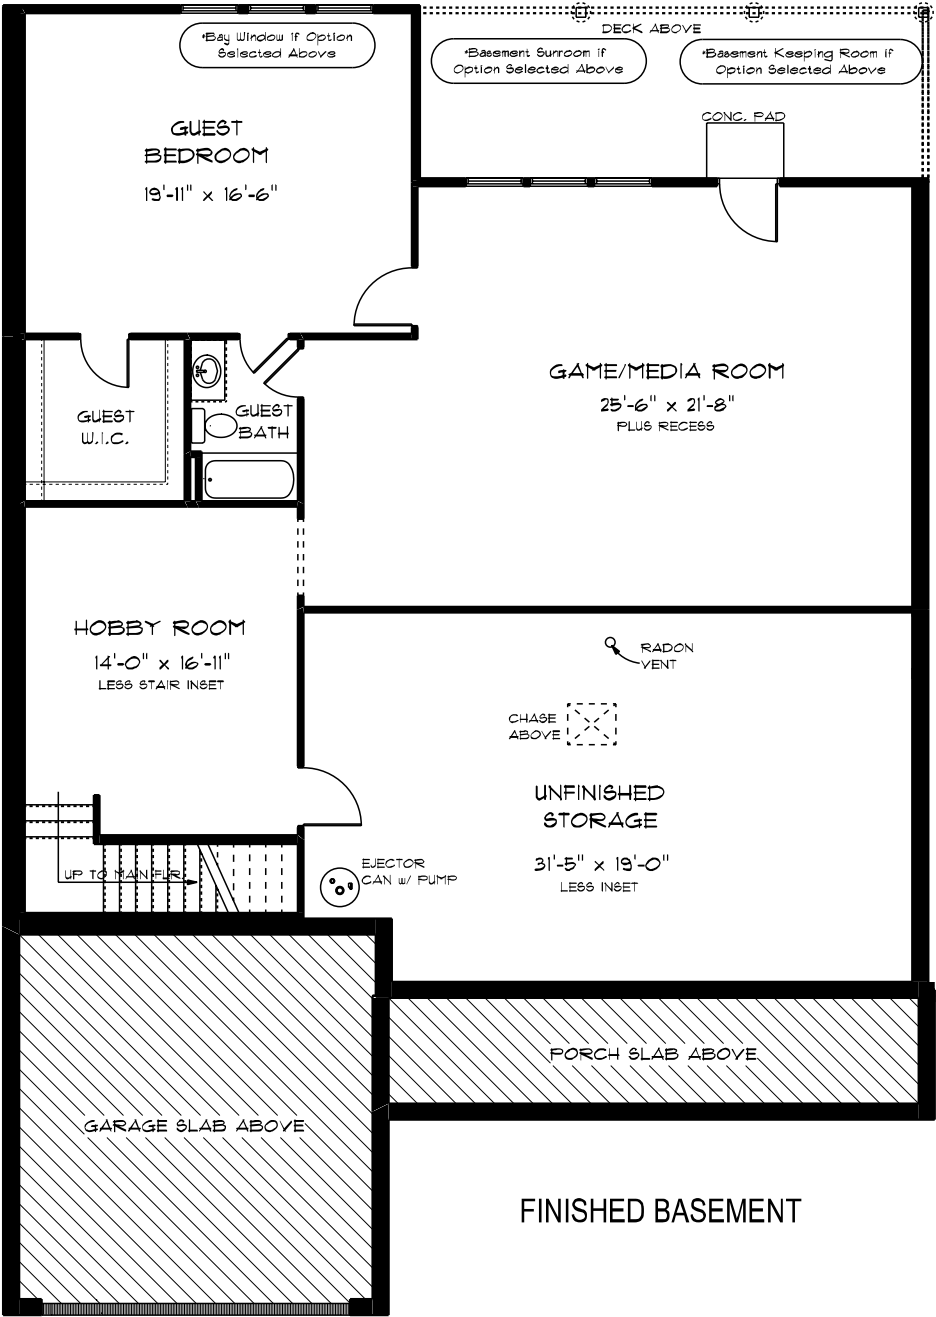 *Bay Window if Option
Selected Above
DECK ABOVE
*Basement Sunroom if
Option Selected Above
*Basement Keeping Room if
Option Selected Above
CONC. PAD
GUEST
BEDROOM
19'-11" x 16'-6"
GAME/MEDIA ROOM
25'-6" x 21'-8"
PLUS RECESS
GUEST
W.I.C.
GUEST
BATH
HOBBY ROOM
14'-0" x 16'-11"
LESS STAIR INSET
RADON
VENT
CHASE
ABOVE
UNFINISHED
STORAGE
31'-5" x 19'-0"
LESS INSET
EJECTOR
CAN w/ PUMP
UP TO MAIN FLR.
PORCH SLAB ABOVE
GARAGE SLAB ABOVE
FINISHED BASEMENT